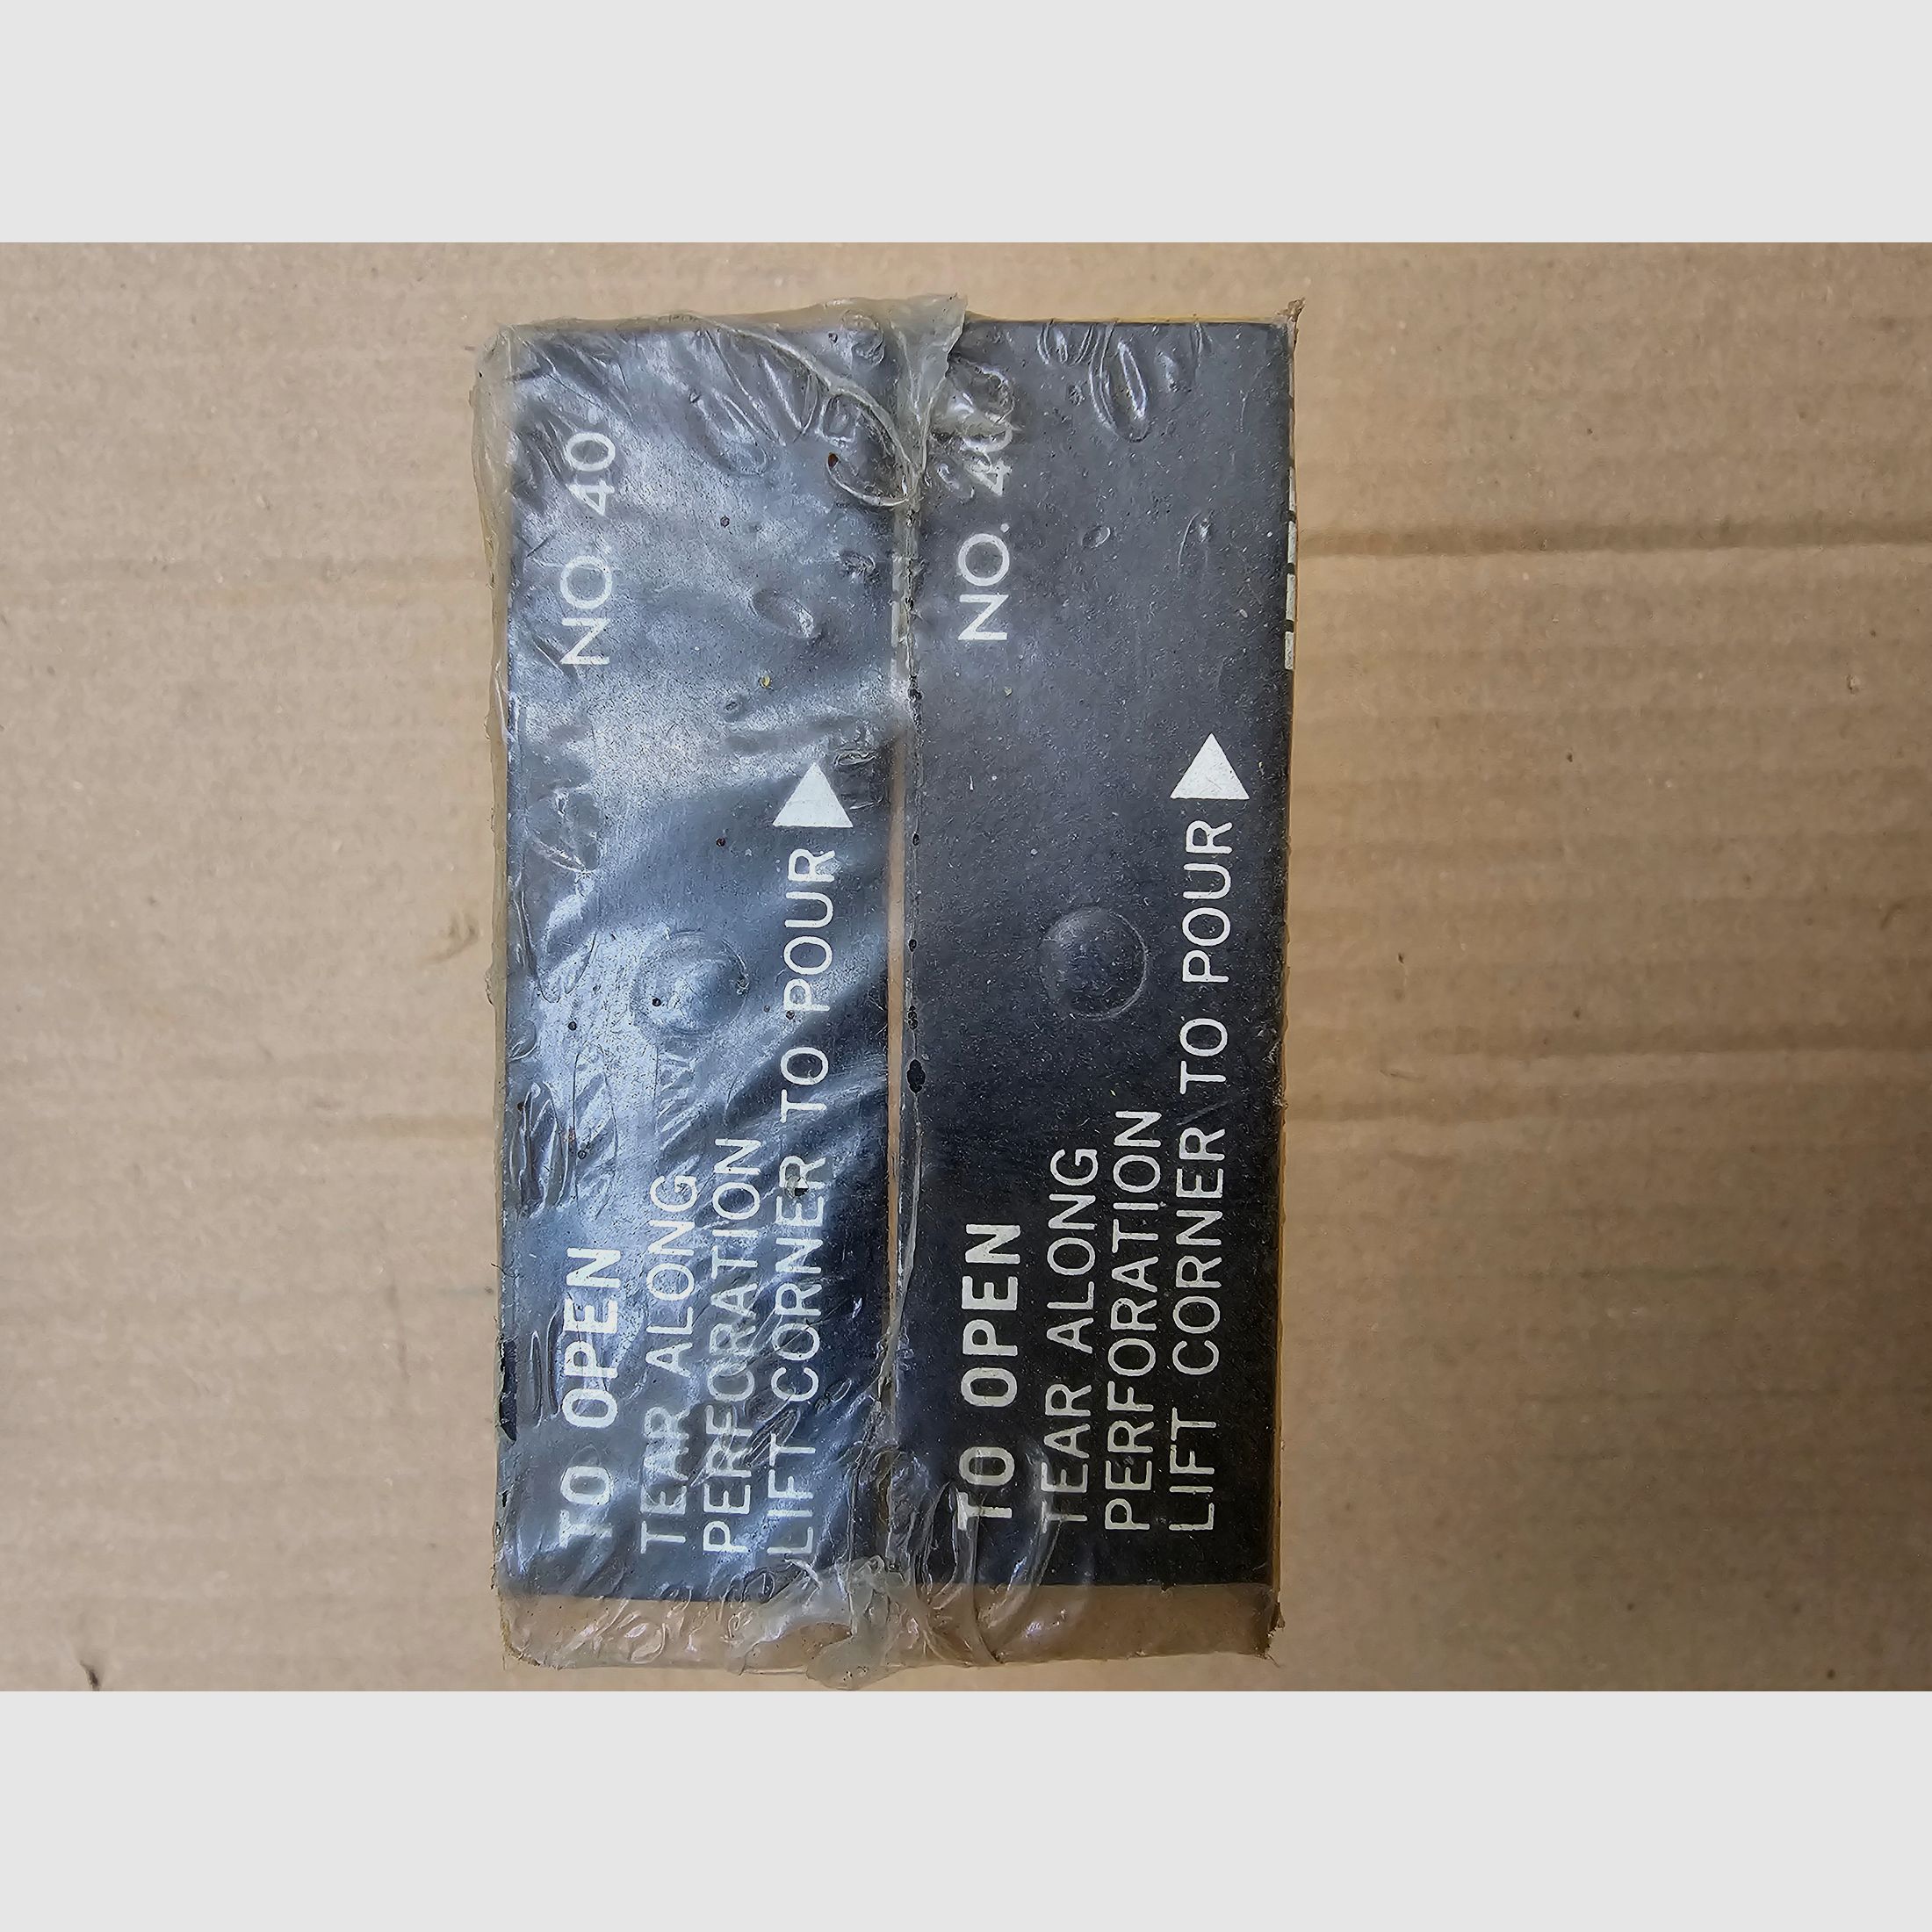 TO OPEN NO. 40
TEAR ALONG
PERFORATION
LIFT CORNER TO POUR
TO OPEN NO. 40
TEAR ALONG
PERFORATION
LIFT CORNER TO POUR